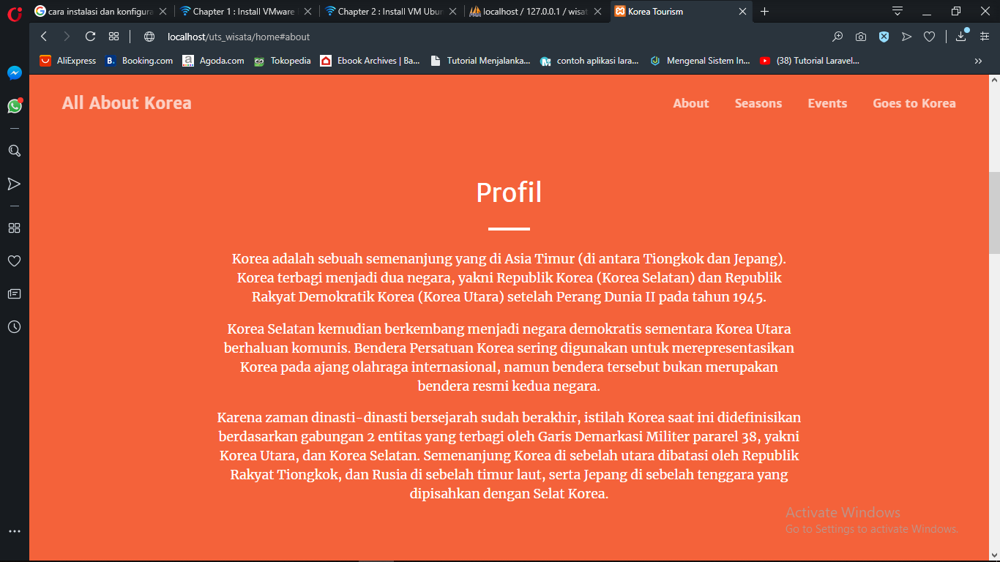 cara instalasi dan konfigura
Chapter 1 : Install VMware
Chapter 2 : Install VM Ubun
localhost / 127.0.0.1 / wisat
Korea Tourism
localhost/uts_wisata/home#about
AliExpress
B. Booking.com
a Agoda.com
Tokopedia
Ebook Archives | Ba...
Tutorial Menjalanka...
contoh aplikasi lara...
Mengenal Sistem In...
(38) Tutorial Laravel...
All About Korea
About
Seasons
Events
Goes to Korea
Profil
Korea adalah sebuah semenanjung yang di Asia Timur (di antara Tiongkok dan Jepang).
Korea terbagi menjadi dua negara, yakni Republik Korea (Korea Selatan) dan Republik
Rakyat Demokratik Korea (Korea Utara) setelah Perang Dunia II pada tahun 1945.
Korea Selatan kemudian berkembang menjadi negara demokratis sementara Korea Utara
berhaluan komunis. Bendera Persatuan Korea sering digunakan untuk merepresentasikan
Korea pada ajang olahraga internasional, namun bendera tersebut bukan merupakan
bendera resmi kedua negara.
Karena zaman dinasti-dinasti bersejarah sudah berakhir, istilah Korea saat ini didefinisikan
berdasarkan gabungan 2 entitas yang terbagi oleh Garis Demarkasi Militer pararel 38, yakni
Korea Utara, dan Korea Selatan. Semenanjung Korea di sebelah utara dibatasi oleh Republik
Rakyat Tiongkok, dan Rusia di sebelah timur laut, serta Jepang di sebelah tenggara yang
dipisahkan dengan Selat Korea.
Activate Windows
Go to Settings to activate Windows.